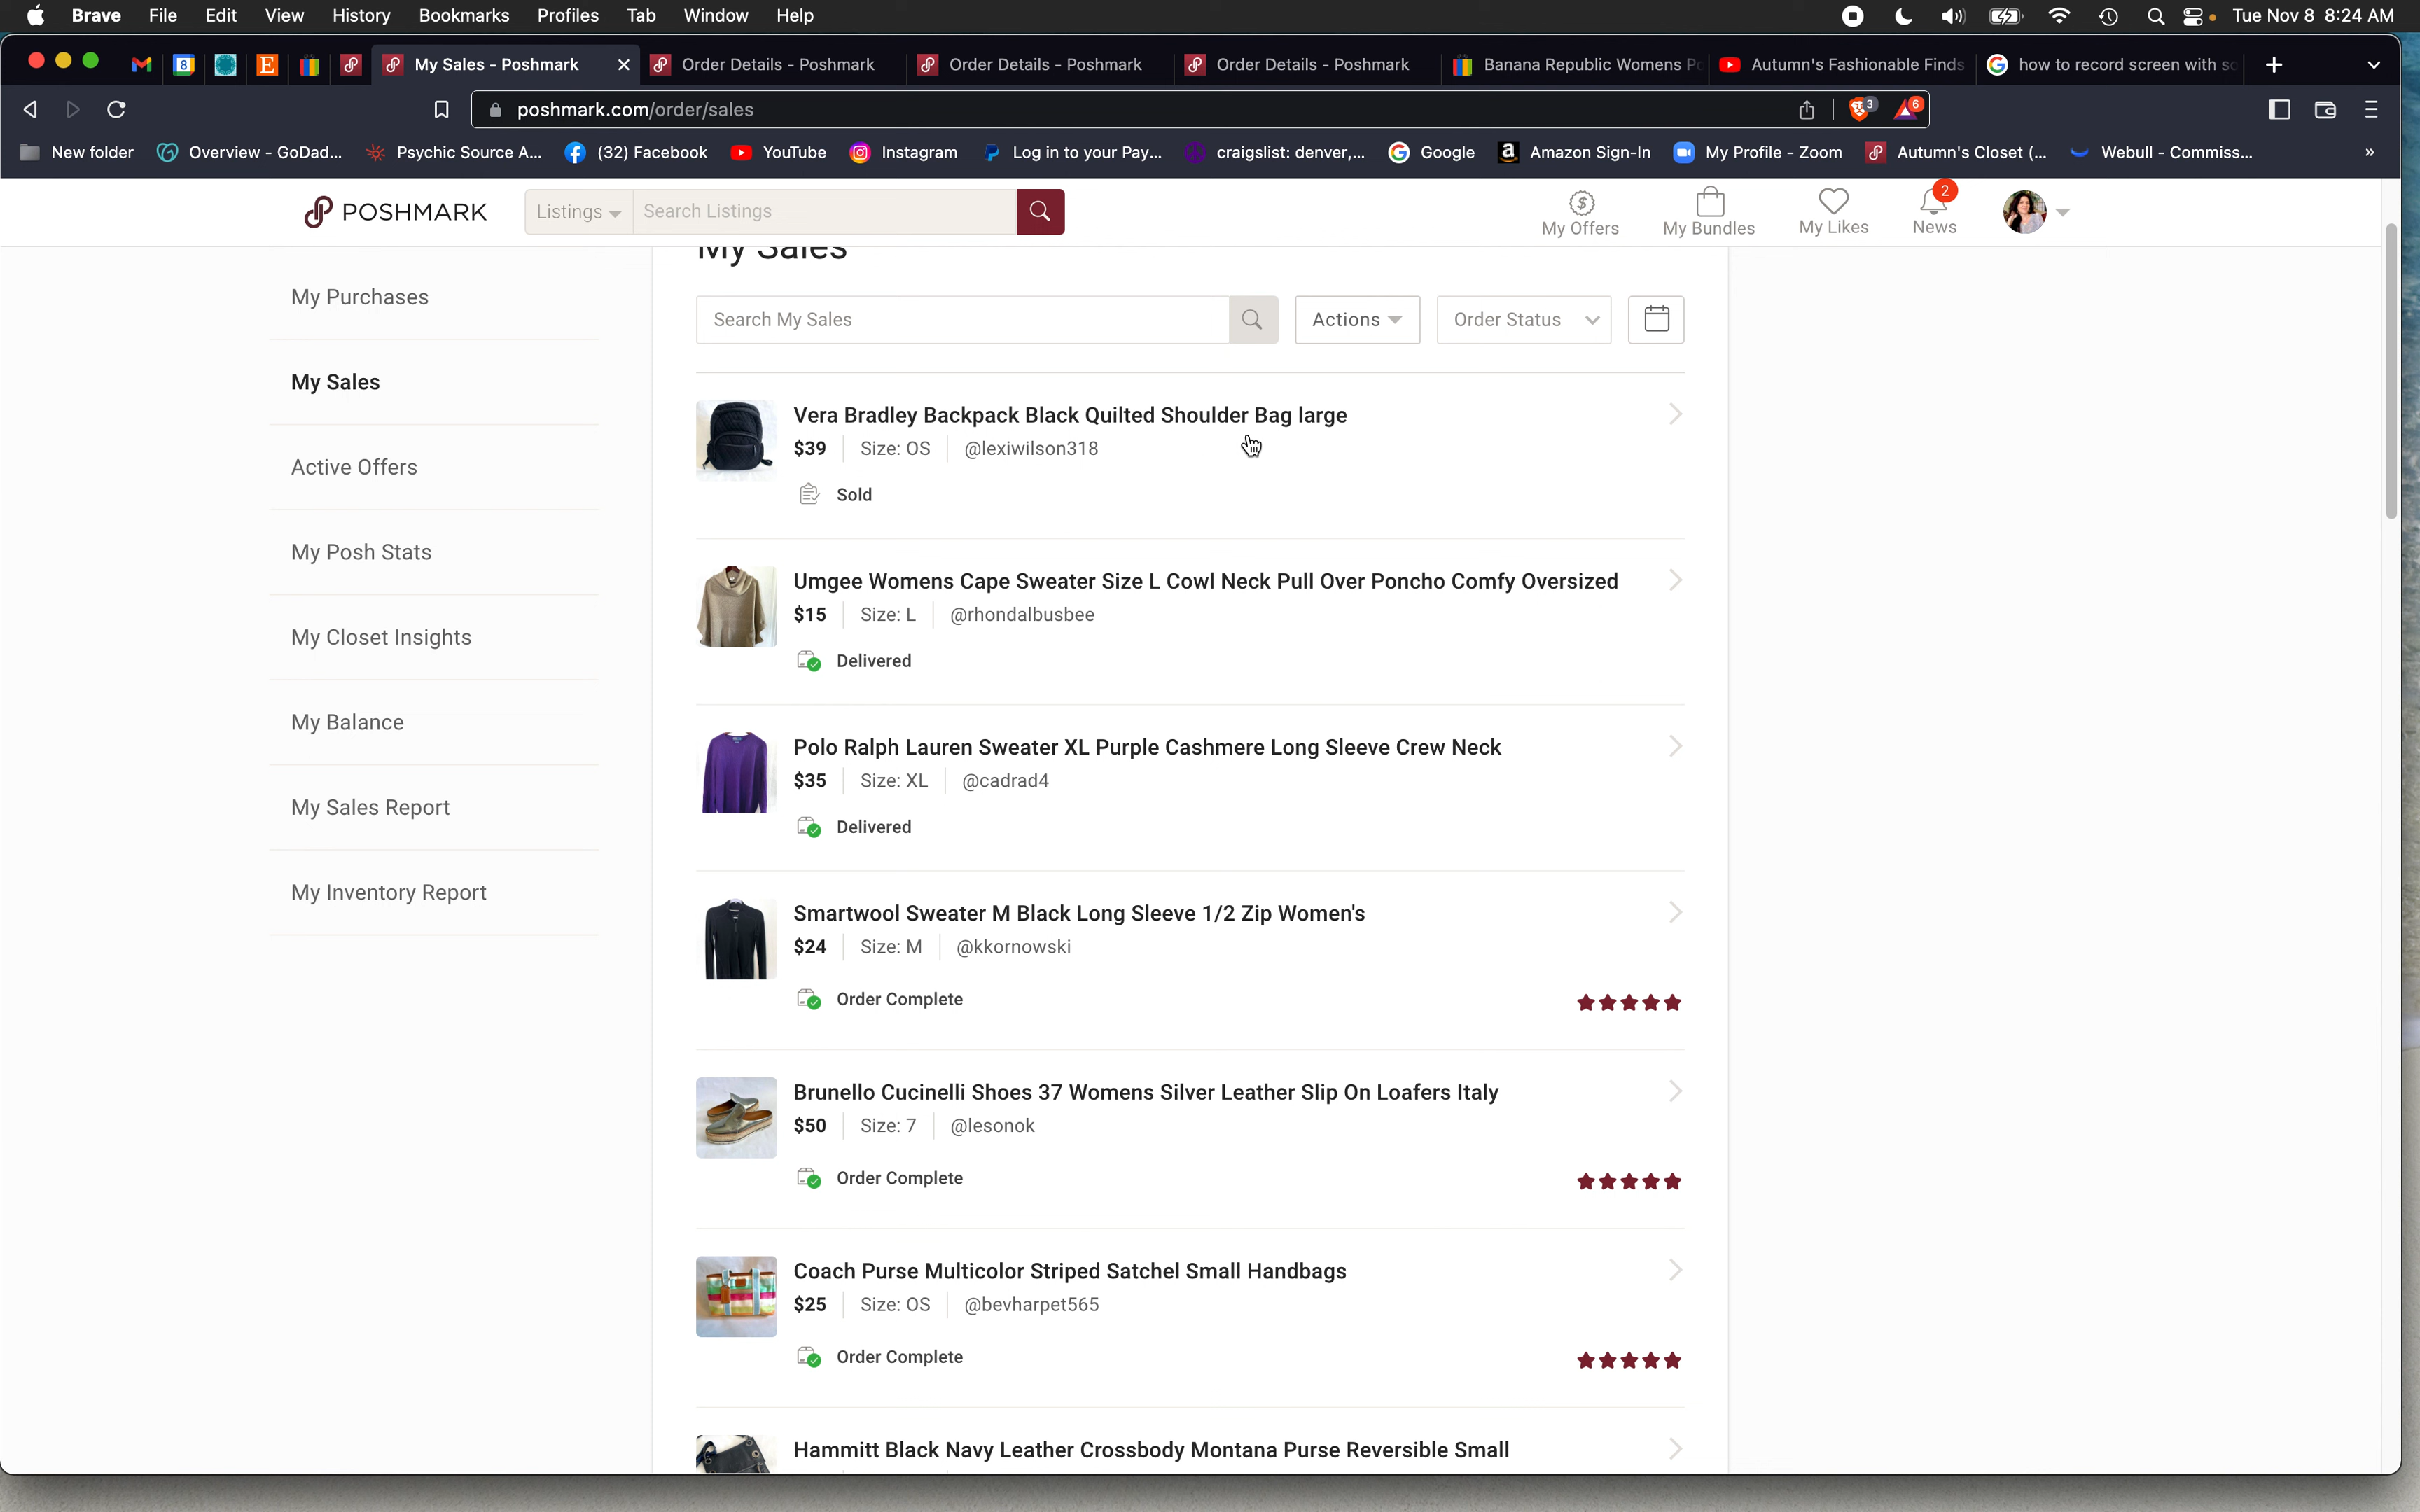 Brave File Edit View History Bookmarks Profiles Tab Window Help Tue Nov 8 8:24 AM
8 E My Sales - Poshmark Order Details - Poshmark Order Details - Poshmark Order Details - Poshmark Banana Republic Womens Po Autumn's Fashionable Finds how to record screen with so
poshmark.com/order/sales 3 6
New folder Overview - GoDad... Psychic Source A... (32) Facebook YouTube Instagram Log in to your Pay... craigslist: denver,... Google Amazon Sign-In My Profile - Zoom Autumn's Closet (... Webull - Commiss... »
POSHMARK Listings Search Listings My Offers My Bundles My Likes 2 News
My Sales
My Purchases
My Sales
Active Offers
My Posh Stats
My Closet Insights
My Balance
My Sales Report
My Inventory Report
Search My Sales Actions Order Status
Vera Bradley Backpack Black Quilted Shoulder Bag large
$39 Size: OS @lexiwilson318
Sold
Umgee Womens Cape Sweater Size L Cowl Neck Pull Over Poncho Comfy Oversized
$15 Size: L @rhondalbusbee
Delivered
Polo Ralph Lauren Sweater XL Purple Cashmere Long Sleeve Crew Neck
$35 Size: XL @cadrad4
Delivered
Smartwool Sweater M Black Long Sleeve 1/2 Zip Women's
$24 Size: M @kkornowski
Order Complete
Brunello Cucinelli Shoes 37 Womens Silver Leather Slip On Loafers Italy
$50 Size: 7 @lesonok
Order Complete
Coach Purse Multicolor Striped Satchel Small Handbags
$25 Size: OS @bevharpet565
Order Complete
Hammitt Black Navy Leather Crossbody Montana Purse Reversible Small